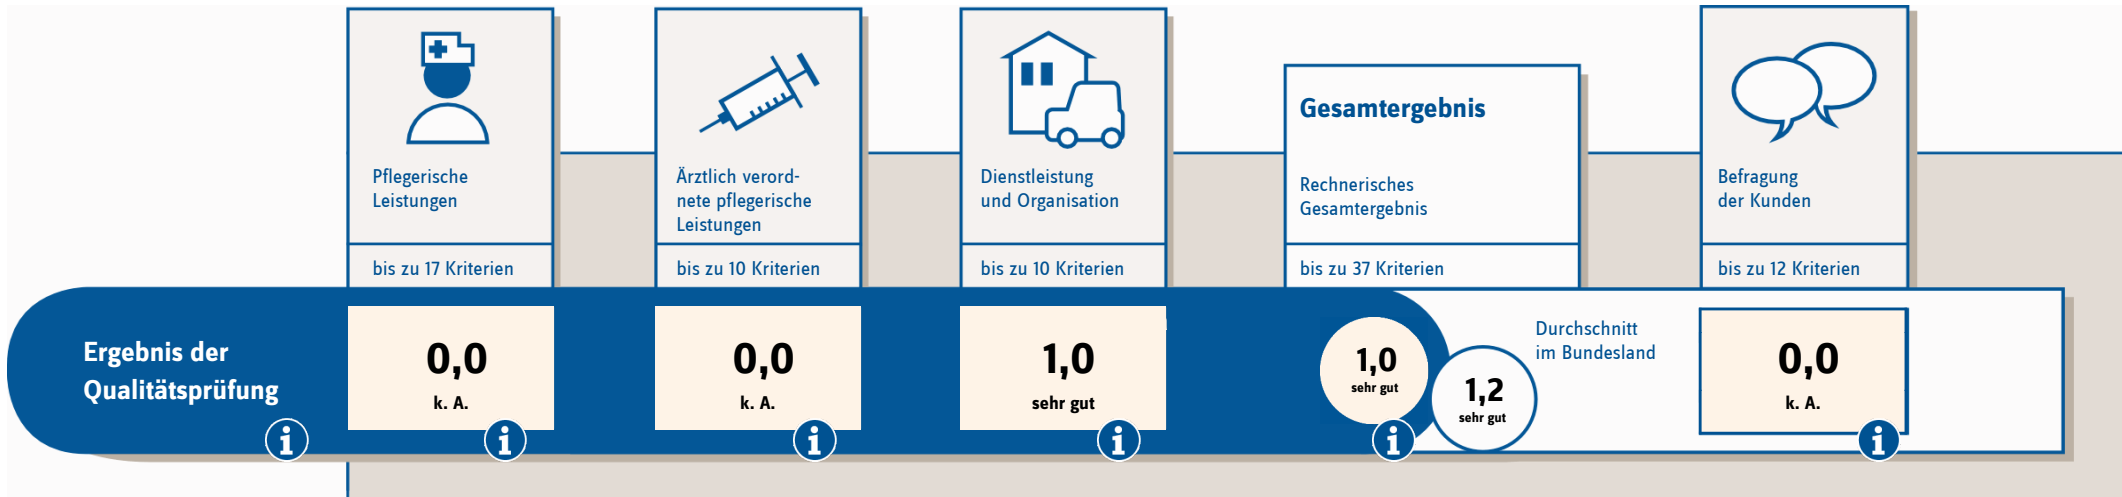 Pflegerische
Leistungen
bis zu 17 Kriterien
Ärztlich verord-
nete pflegerische
Leistungen
bis zu 10 Kriterien
Dienstleistung
und Organisation
bis zu 10 Kriterien
Gesamtergebnis
Rechnerisches
Gesamtergebnis
bis zu 37 Kriterien
Befragung
der Kunden
bis zu 12 Kriterien
Ergebnis der
Qualitätsprüfung
i
0,0
k. A.
i
0,0
k. A.
i
1,0
sehr gut
i
1,0
sehr gut
i
1,2
sehr gut
Durchschnitt
im Bundesland
0,0
k. A.
i